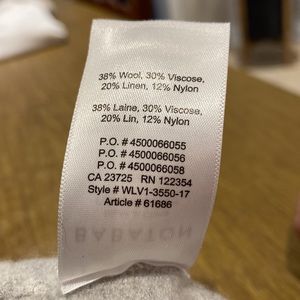 38% Wool, 30% Viscose,
20% Linen, 12% Nylon
38% Laine, 30% Viscose,
20% Lin, 12% Nylon
P.O. # 4500066055
P.O. # 4500066056
P.O. # 4500066058
CA 23725 RN 122354
Style # WLV1-3550-17
Article # 61686
BABATON